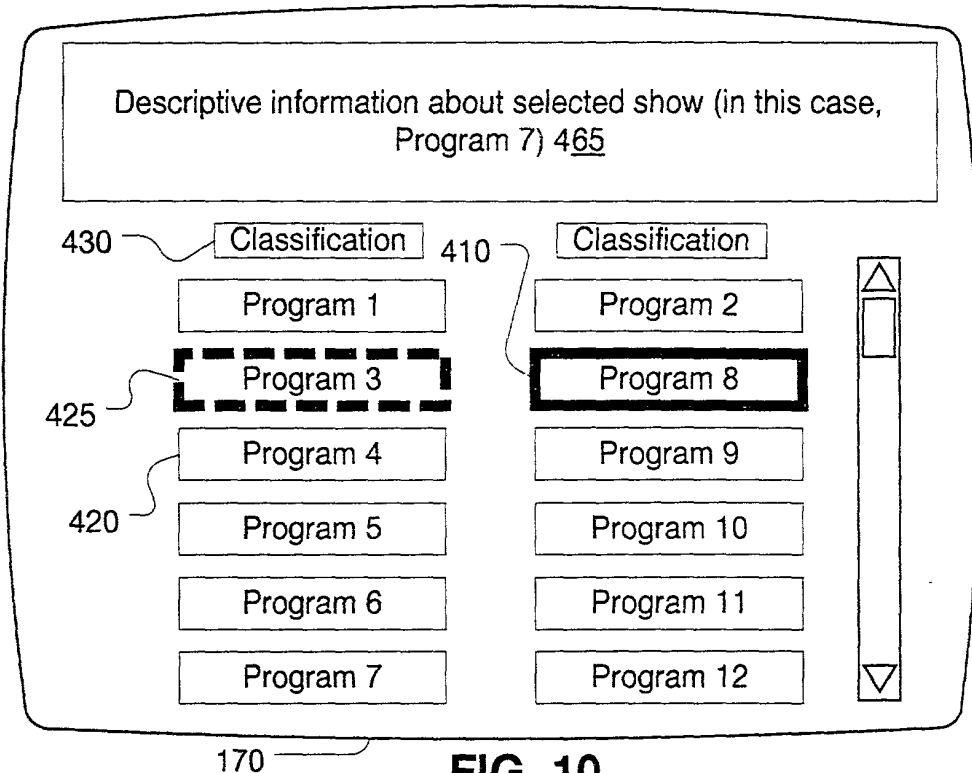 Descriptive information about selected show (in this case,
Program 7) 465
430
Classification
410
Classification
Program 1
Program 2
425
Program 3
Program 8
420
Program 4
Program 9
Program 5
Program 10
Program 6
Program 11
Program 7
Program 12
170
FIG. 10